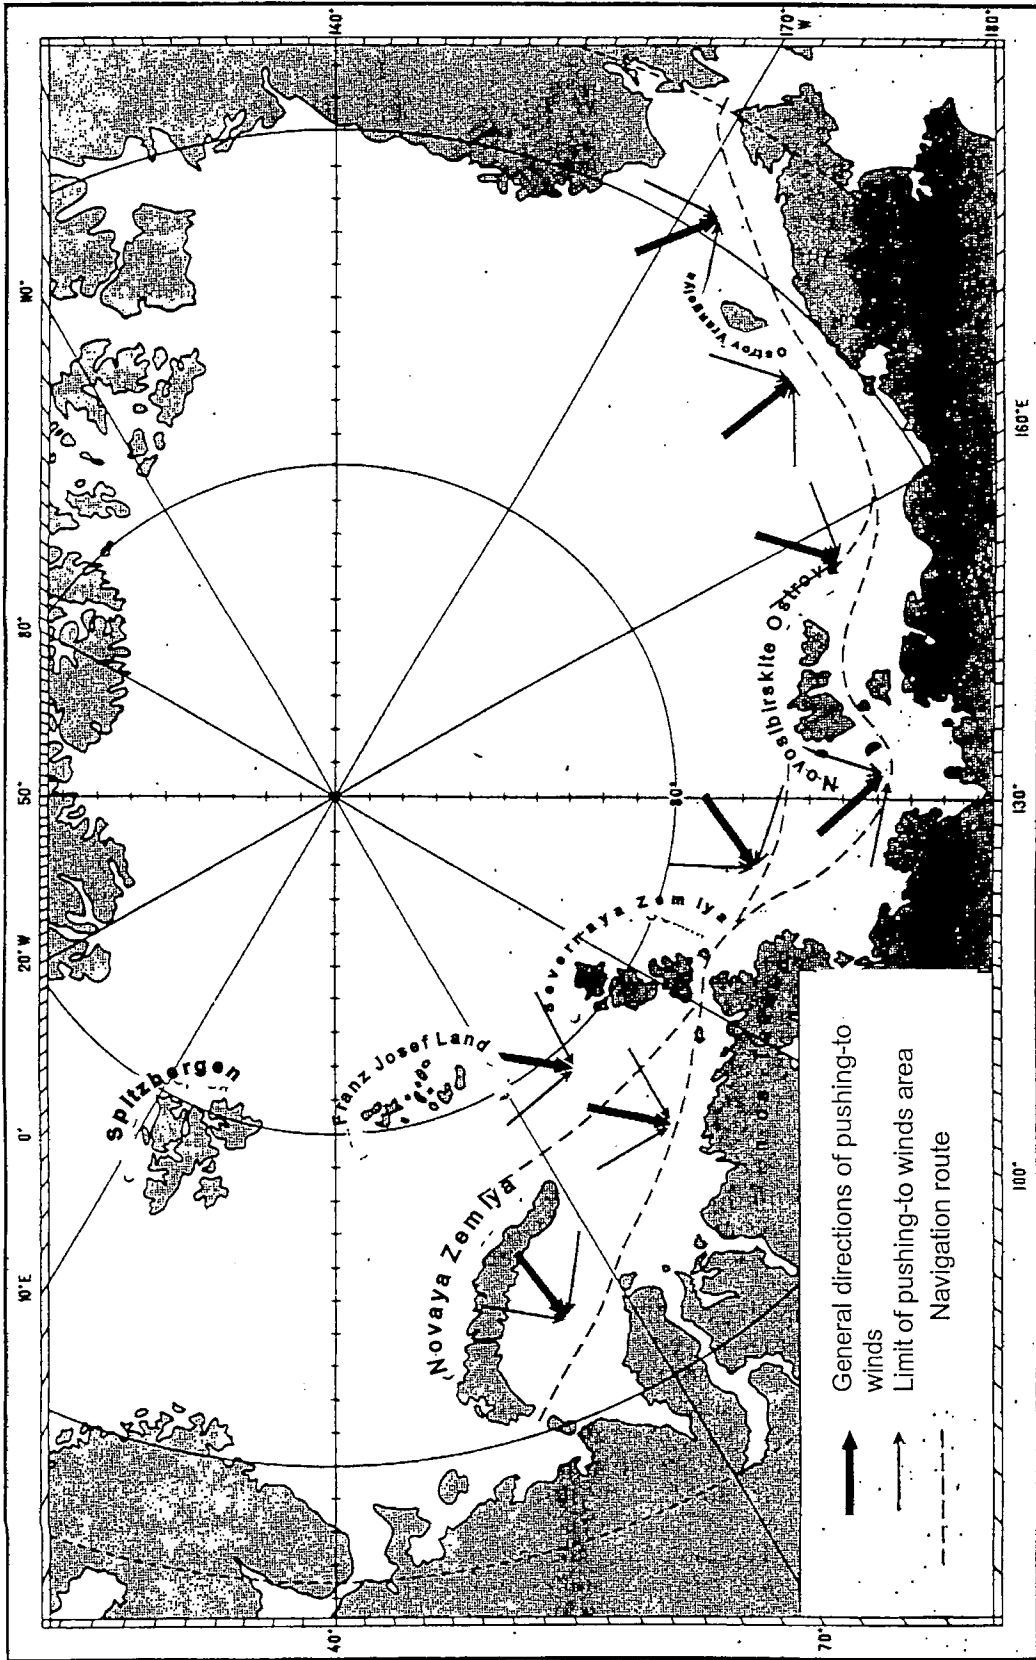 140°
170°
W
180°
110°
160°E
80°
50°
80°
130°
20°W
0°
10°E
100°
40°
70°
Spitzbergen
Franz Josef Land
Severnaya Zemlya
Novaya Zemlya
Novosibirskite Ostrov
Ostrov Vrangelya
General directions of pushing-to
winds
Limit of pushing-to winds area
Navigation route